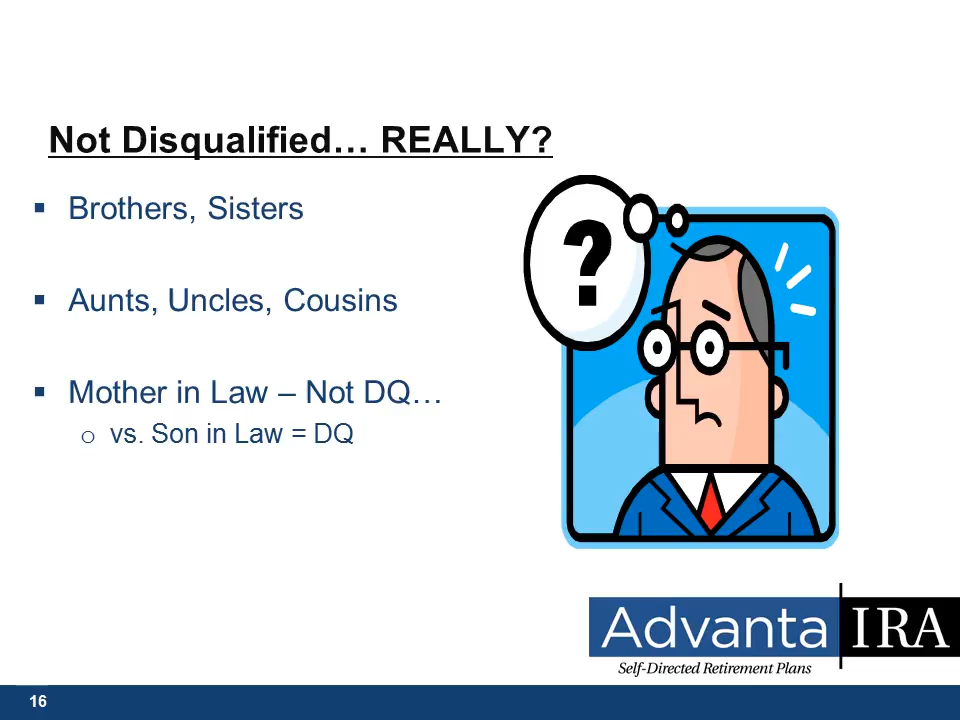 Not Disqualified… REALLY?
▪ Brothers, Sisters
▪ Aunts, Uncles, Cousins
▪ Mother in Law – Not DQ…
o vs. Son in Law = DQ
?
Advanta IRA
Self-Directed Retirement Plans
16